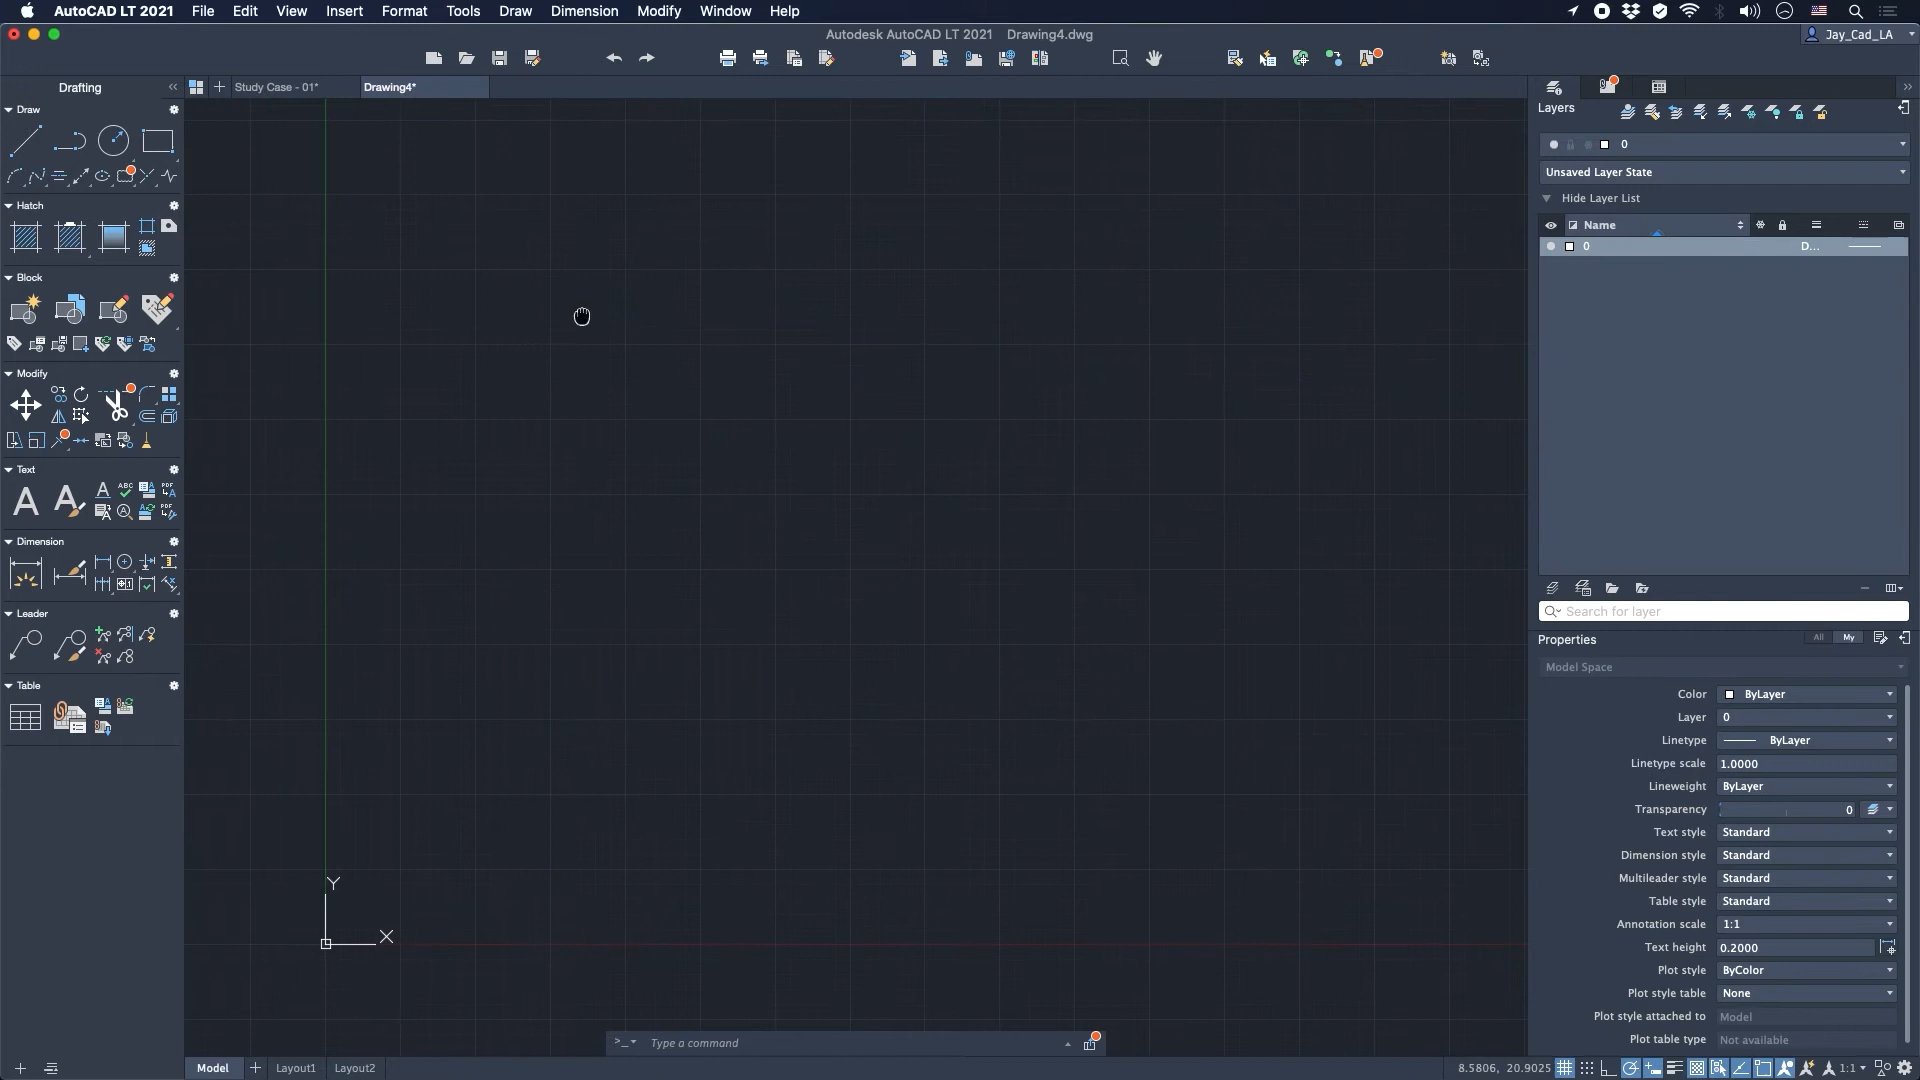 AutoCAD LT 2021 File Edit View Insert Format Tools Draw Dimension Modify Window Help
Autodesk AutoCAD LT 2021 Drawing4.dwg
Jay_Cad_LA
Drafting
Study Case - 01*
Drawing4*
Draw
Hatch
Block
Modify
Text
A A A ABC PDF
Dimension
Leader
Table
Y
X
>_ Type a command
Model Layout1 Layout2
Layers
0
Unsaved Layer State
Hide Layer List
Name
0 D...
Search for layer
Properties All My
Model Space
Color ByLayer
Layer 0
Linetype ByLayer
Linetype scale 1.0000
Lineweight ByLayer
Transparency 0
Text style Standard
Dimension style Standard
Multileader style Standard
Table style Standard
Annotation scale 1:1
Text height 0.2000
Plot style ByColor
Plot style table None
Plot style attached to Model
Plot table type Not available
8.5806, 20.9025 1:1